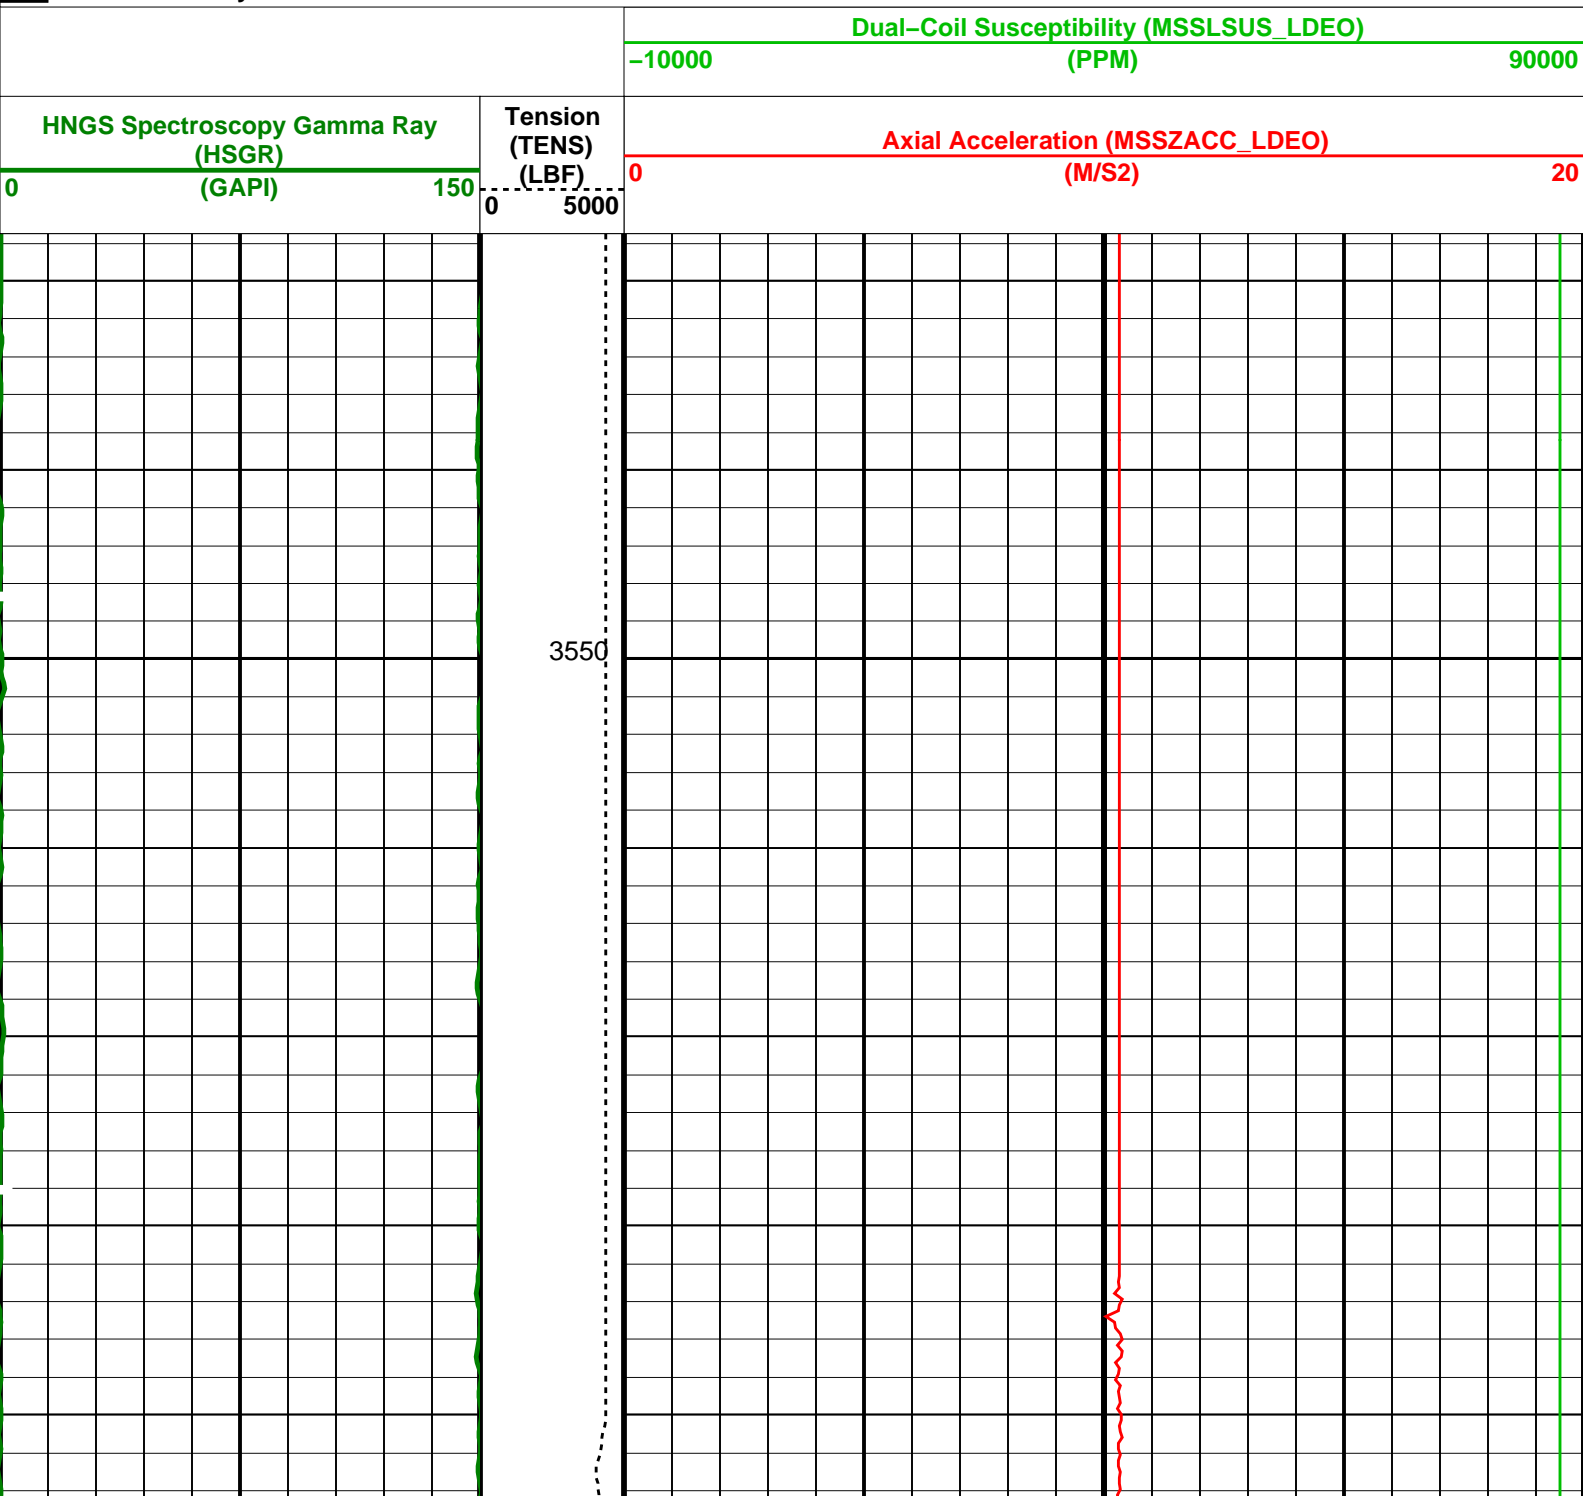 Dual–Coil Susceptibility (MSSLSUS_LDEO)
–10000 (PPM) 90000
HNGS Spectroscopy Gamma Ray
(HSGR)
0 (GAPI) 150
Tension
(TENS)
(LBF)
0 5000
Axial Acceleration (MSSZACC_LDEO)
0 (M/S2) 20
3550